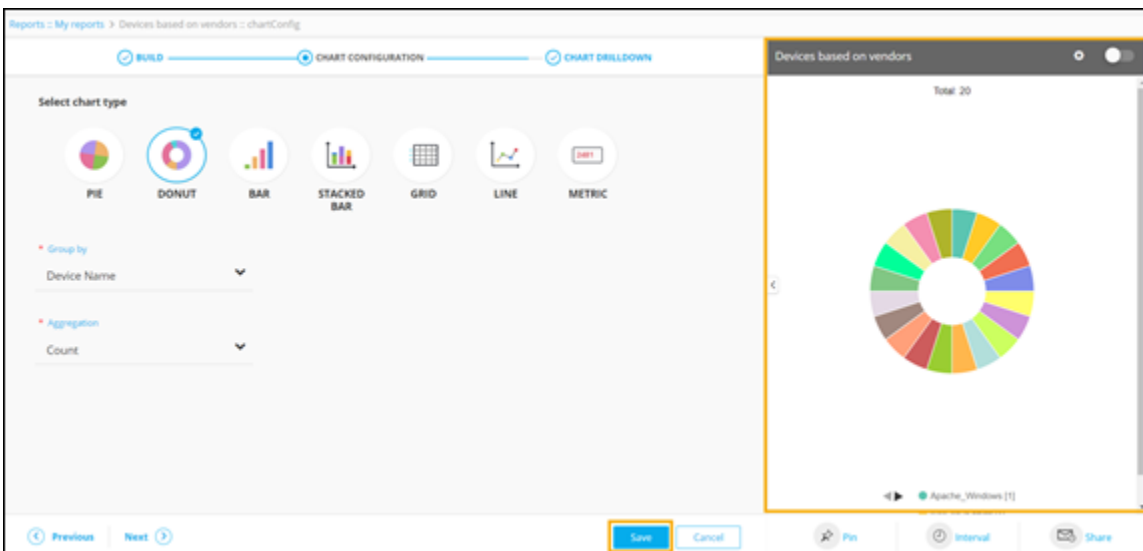 Reports :: My reports > Devices based on vendors :: chartConfig
BUILD
CHART CONFIGURATION
CHART DRILLDOWN
Devices based on vendors
Total: 20
Select chart type
PIE
DONUT
BAR
STACKED
BAR
GRID
LINE
METRIC
* Group by
Device Name
* Aggregation
Count
Apache_Windows [1]
Previous
Next
Save
Cancel
Pin
Interval
Share